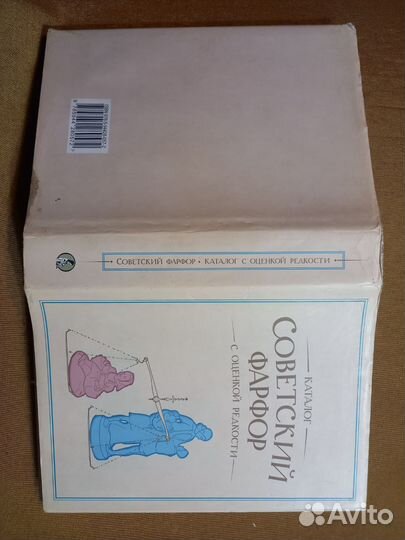 Советский фарфор • каталог с оценкой редкости
каталог
Советский
фарфор
с оценкой редкости
Avito